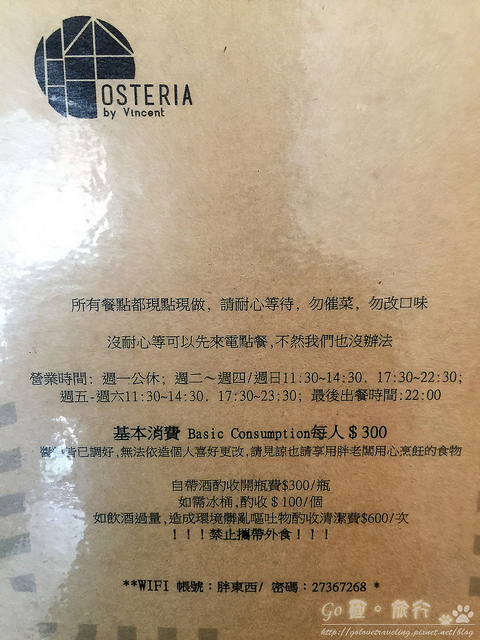 OSTERIA
by Vincent
所有餐點都現點現做, 請耐心等待, 勿催菜, 勿改口味
沒耐心等可以先來電點餐,不然我們也沒辦法
營業時間: 週一公休; 週二～週四/週日11:30~14:30, 17:30~22:30;
週五-週六11:30~14:30, 17:30~23:30; 最後出餐時間:22:00
基本消費 Basic Consumption每人$300
皆已調好,無法依造個人喜好更改,請見諒也請享用胖老闆用心烹飪的食物
自帶酒酌收開瓶費$300/瓶
如需冰桶,酌收$100/個
如飲酒過量,造成環境髒亂嘔吐物酌收清潔費$600/次
!!!禁止攜帶外食!!!
**WIFI 帳號:胖東西/ 密碼:27367268 *
Go 旅行
http://golovetraveling.pixnet.net/blog